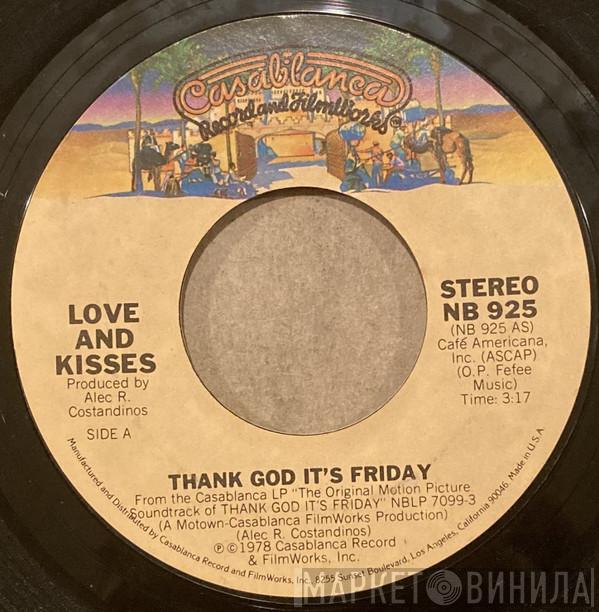 Casablanca
Record and FilmWorks
LOVE
AND
KISSES
Produced by
Alec R.
Costandinos
SIDE A
STEREO
NB 925
(NB 925 AS)
Café Americana,
Inc. (ASCAP)
(O.P. Fefee
Music)
Time: 3:17
THANK GOD IT'S FRIDAY
From the Casablanca LP "The Original Motion Picture
Soundtrack of THANK GOD IT'S FRIDAY" NBLP 7099-3
(A Motown-Casablanca FilmWorks Production)
(Alec R. Costandinos)
℗©1978 Casablanca Record
& FilmWorks, Inc.
Manufactured and Distributed by Casablanca Record and FilmWorks, Inc., 8255 Sunset Boulevard, Los Angeles, California 90046. Made in U.S.A.
МАРКЕТ ВИНИЛА